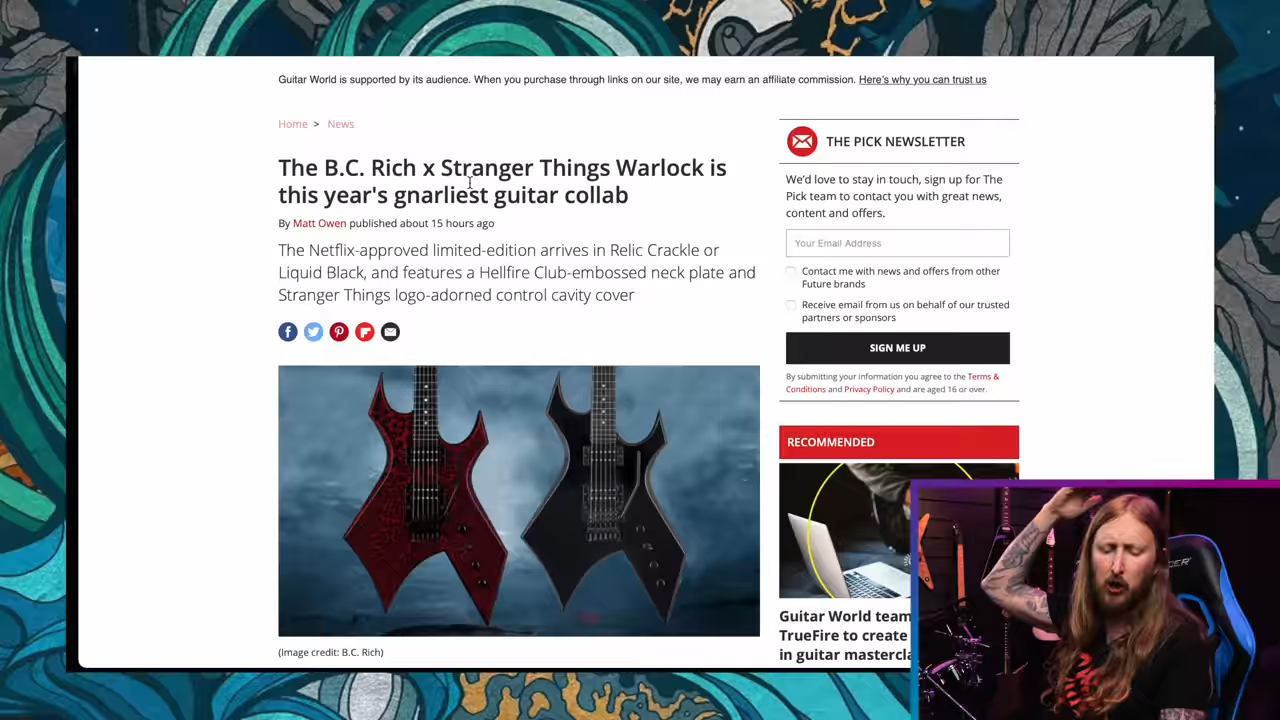 Guitar World is supported by its audience. When you purchase through links on our site, we may earn an affiliate commission. Here's why you can trust us
Home > News
The B.C. Rich x Stranger Things Warlock is
this year's gnarliest guitar collab
By Matt Owen published about 15 hours ago
The Netflix-approved limited-edition arrives in Relic Crackle or
Liquid Black, and features a Hellfire Club-embossed neck plate and
Stranger Things logo-adorned control cavity cover
(Image credit: B.C. Rich)
THE PICK NEWSLETTER
We'd love to stay in touch, sign up for The
Pick team to contact you with great news,
content and offers.
Your Email Address
Contact me with news and offers from other
Future brands
Receive email from us on behalf of our trusted
partners or sponsors
SIGN ME UP
By submitting your information you agree to the Terms &
Conditions and Privacy Policy and are aged 16 or over.
RECOMMENDED
Guitar World team
TrueFire to create
in guitar mastercla